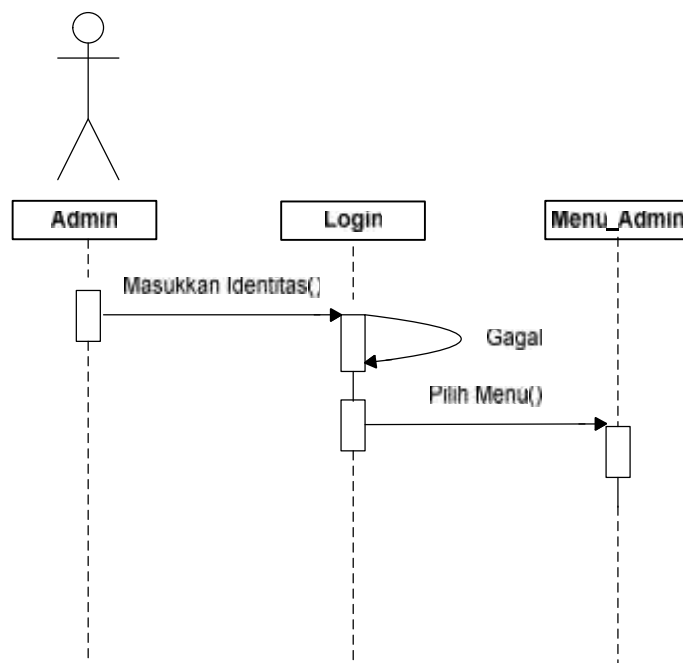 Admin
Login
Menu_Admin
Masukkan Identitas()
Gagal
Pilih Menu()